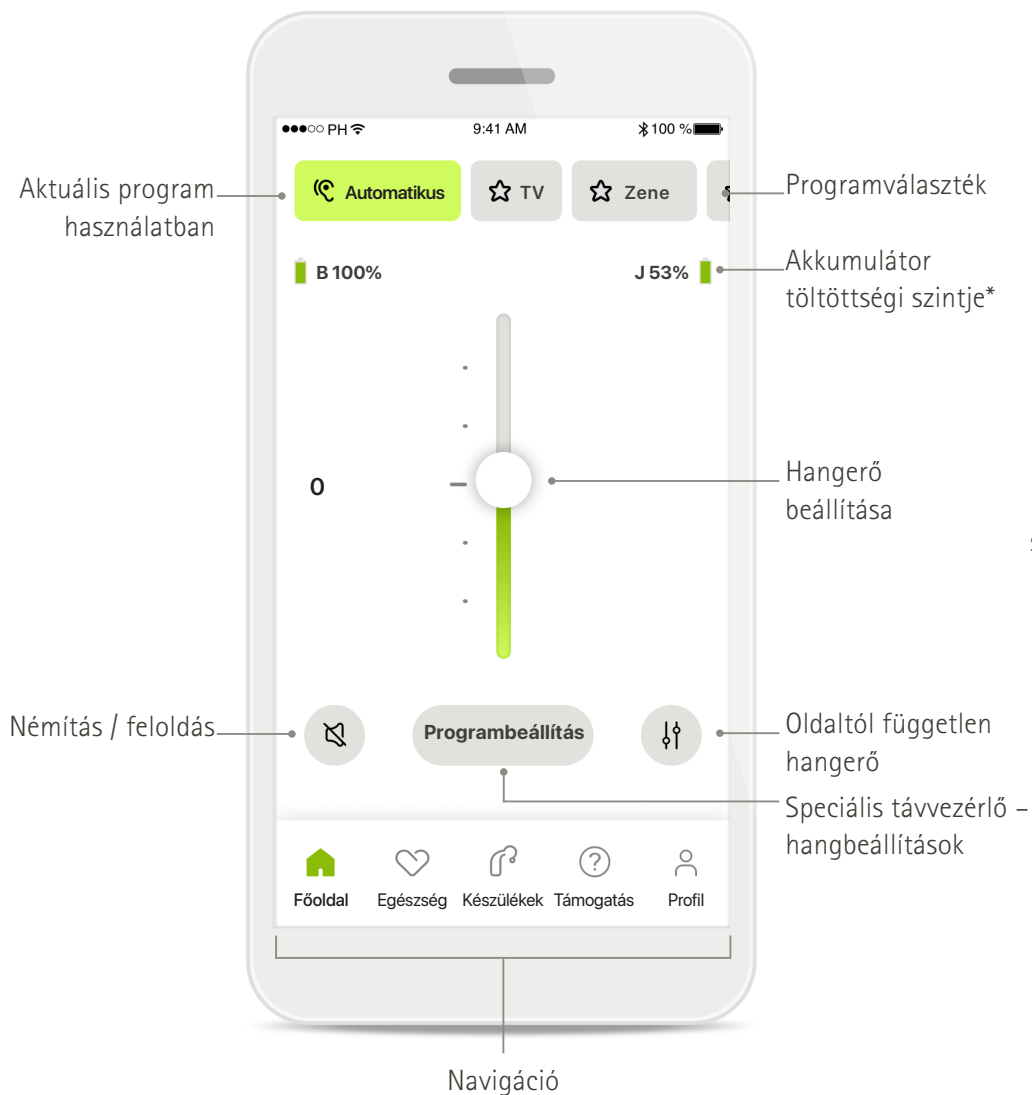 PH 9:41 AM 100 %
Automatikus TV Zene
Aktuális program
használatban
Programválaszték
B 100% J 53%
Akkumulátor
töltöttségi szintje*
0
Hangerő
beállítása
Némítás / feloldás
Programbeállítás
Oldaltól független
hangerő
Speciális távvezérlő –
hangbeállítások
Főoldal Egészség Készülékek Támogatás Profil
Navigáció